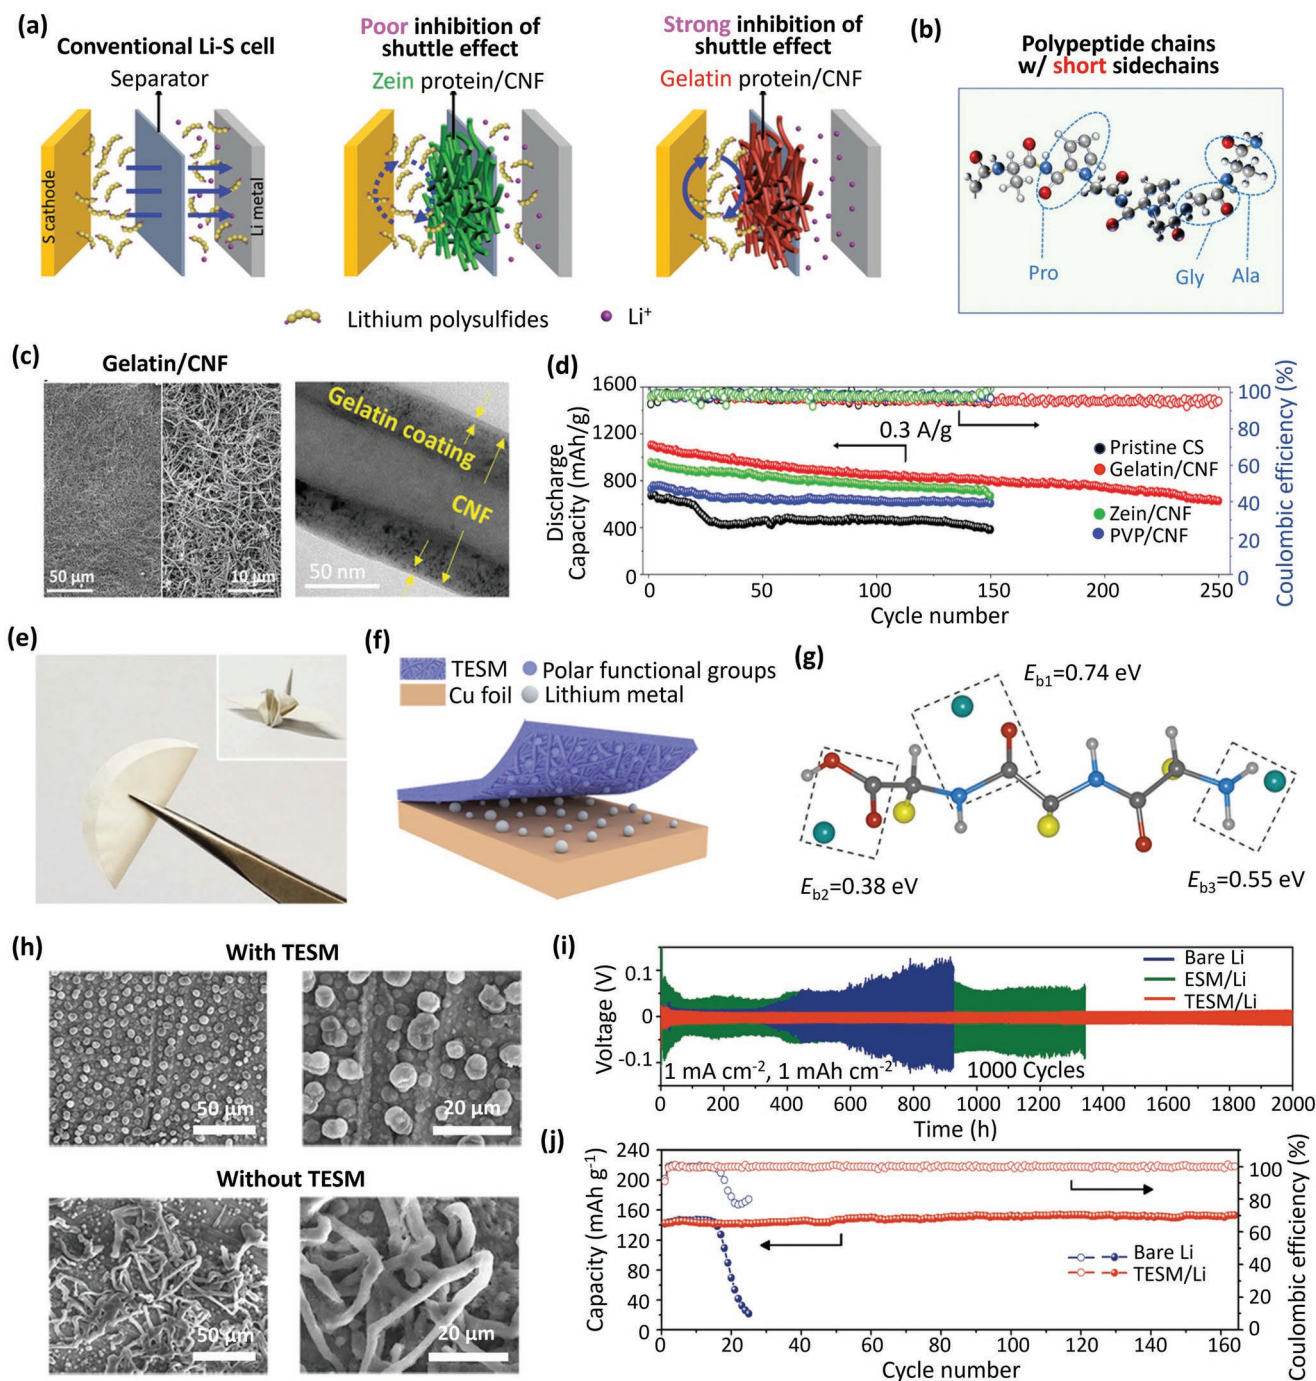 (a)
Conventional Li-S cell
Separator
S cathode
Li metal
Poor inhibition of
shuttle effect
Zein protein/CNF
Strong inhibition of
shuttle effect
Gelatin protein/CNF
Lithium polysulfides
Li⁺
(b)
Polypeptide chains
w/ short sidechains
Pro
Gly
Ala
(c)
Gelatin/CNF
50 μm
10 μm
Gelatin coating
CNF
50 nm
(d)
Discharge
Capacity (mAh/g)
1600
1200
800
400
0
0.3 A/g
Pristine CS
Gelatin/CNF
Zein/CNF
PVP/CNF
100
80
60
40
20
0
Coulombic efficiency (%)
0 50 100 150 200 250
Cycle number
(e)
(f)
TESM
Polar functional groups
Cu foil
Lithium metal
(g)
Eb1=0.74 eV
Eb2=0.38 eV
Eb3=0.55 eV
(h)
With TESM
50 μm
20 μm
Without TESM
50 μm
20 μm
(i)
Voltage (V)
0.1
0
-0.1
Bare Li
ESM/Li
TESM/Li
1 mA cm⁻², 1 mAh cm⁻²
1000 Cycles
0 200 400 600 800 1000 1200 1400 1600 1800 2000
Time (h)
(j)
Capacity (mAh g⁻¹)
240
200
160
120
80
40
0
Bare Li
TESM/Li
100
80
60
40
20
0
Coulombic efficiency (%)
0 20 40 60 80 100 120 140 160
Cycle number